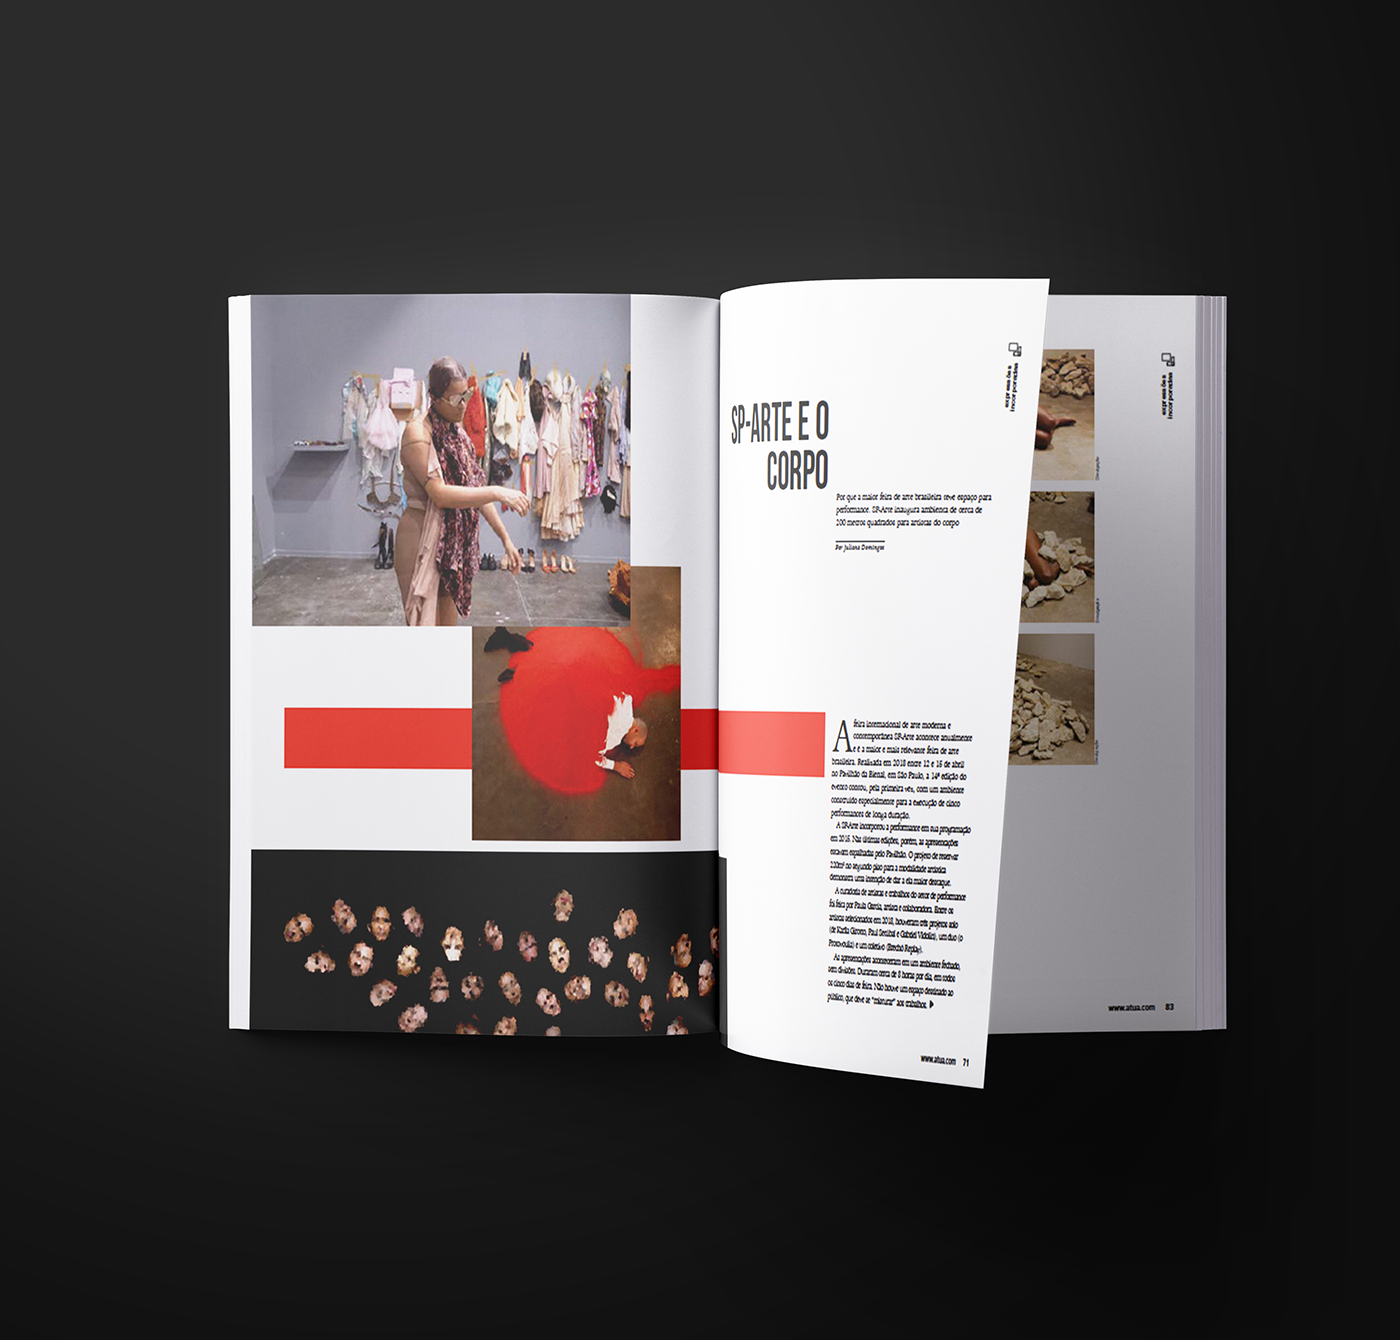 expressões
incorporadas
SP-ARTE E O
CORPO
Por que a maior feira de arte brasileira teve espaço para
performance. SP-Arte inaugura ambienca de cerca de
200 metros quadrados para artistas do corpo
Por Juliana Domingos
A feira internacional de arte moderna e
contemporânea SP-Arte acontece anualmente
e é a maior e mais relevante feira de arte
brasileira. Realizada em 2018 entre 12 e 15 de abril
no Pavilhão da Bienal, em São Paulo, a 14ª edição do
evento contou, pela primeira vez, com um ambiente
construído especialmente para a execução de cinco
performances de longa duração.
A SP-Arte incorporou a performance em sua programação
em 2015. Nas últimas edições, porém, as apresentações
estavam espalhadas pelo Pavilhão. O projeto de reservar
200m² no segundo piso para a modalidade artística
demonstra uma intenção de dar a ela maior destaque.
A curadoria de artistas e trabalhos do setor de performance
foi feita por Paula Garcia, artista e colaboradora. Entre os
artistas selecionados em 2018, houveram três projetos solo
(de Karlla Girotto, Paul Setúbal e Gabriel Vidolin), um duo (o
Protovoulia) e um coletivo (Brechó Replay).
As apresentações aconteceram em um ambiente fechado,
sem divisões. Duraram cerca de 8 horas por dia, em todos
os cinco dias de feira. Não houve um espaço destinado ao
público, que deve se "misturar" aos trabalhos.
www.atua.com 71
expressões
incorporadas
www.atua.com 83